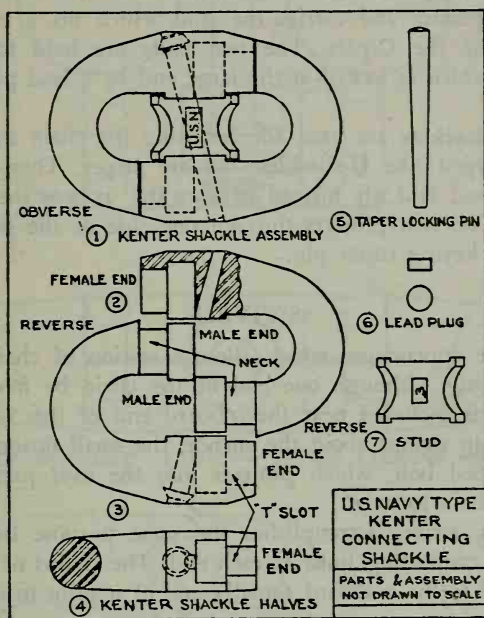 U.S.N
OBVERSE
① KENTER SHACKLE ASSEMBLY
⑤ TAPER LOCKING PIN
FEMALE END
②
REVERSE
MALE END
NECK
MALE END
⑥ LEAD PLUG
REVERSE
⑦ STUD
FEMALE
END
③
"T" SLOT
FEMALE
END
④ KENTER SHACKLE HALVES
U.S. NAVY TYPE
KENTER
CONNECTING
SHACKLE
PARTS & ASSEMBLY
NOT DRAWN TO SCALE